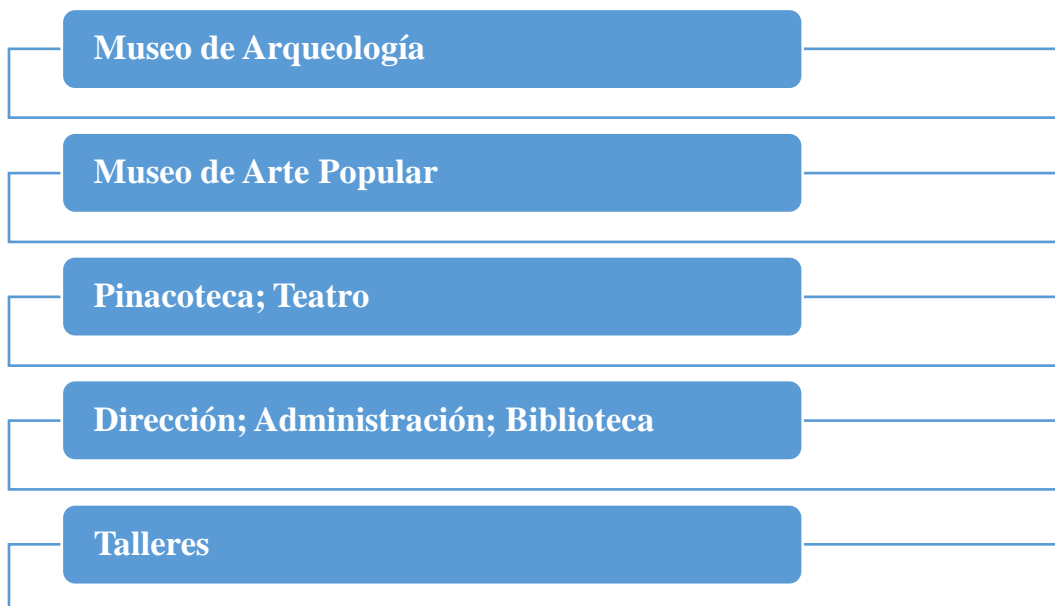 Museo de Arqueología
Museo de Arte Popular
Pinacoteca; Teatro
Dirección; Administración; Biblioteca
Talleres